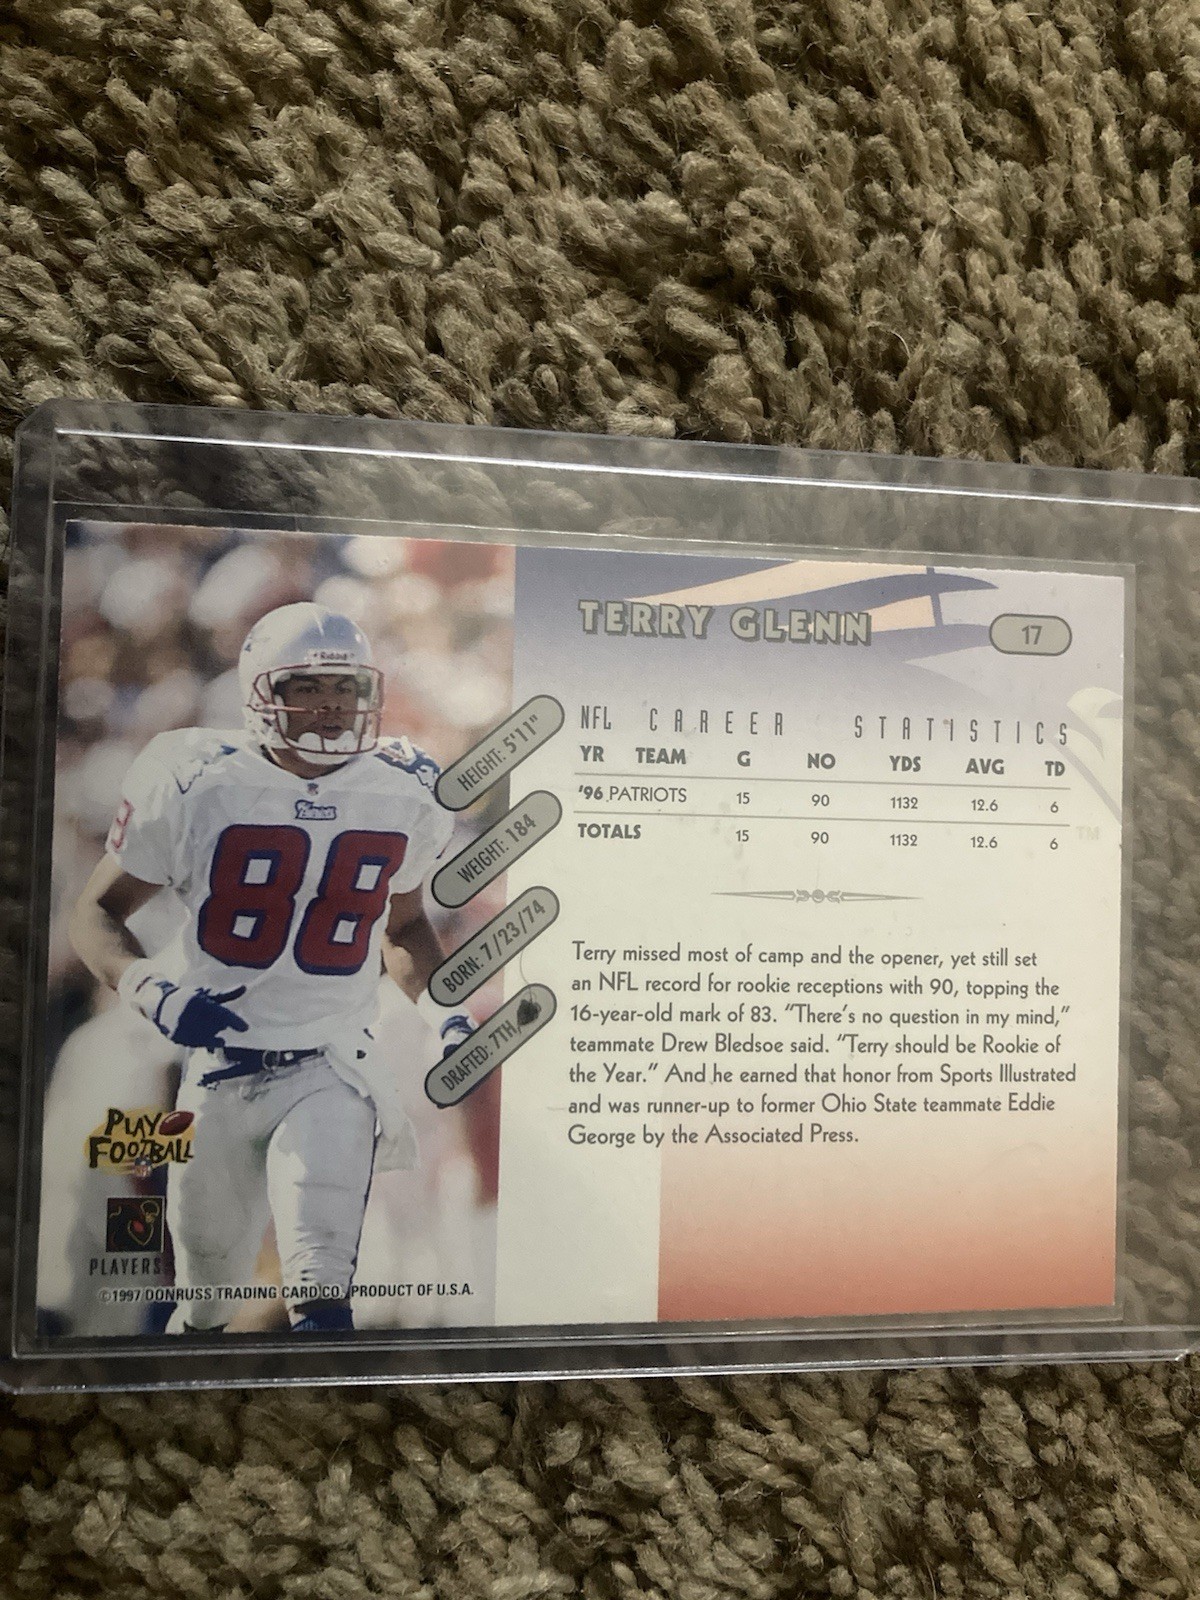 TERRY GLENN
17
NFL CAREER STATISTICS
YR TEAM G NO YDS AVG TD
'96 PATRIOTS 15 90 1132 12.6 6
TOTALS 15 90 1132 12.6 6
TM
HEIGHT: 5'11"
WEIGHT: 184
BORN: 7/23/74
DRAFTED: 7TH,
Terry missed most of camp and the opener, yet still set
an NFL record for rookie receptions with 90, topping the
16-year-old mark of 83. "There's no question in my mind,"
teammate Drew Bledsoe said. "Terry should be Rookie of
the Year." And he earned that honor from Sports Illustrated
and was runner-up to former Ohio State teammate Eddie
George by the Associated Press.
Riddell
88
PLAY
FOOTBALL
PLAYERS
©1997 DONRUSS TRADING CARD CO. PRODUCT OF U.S.A.